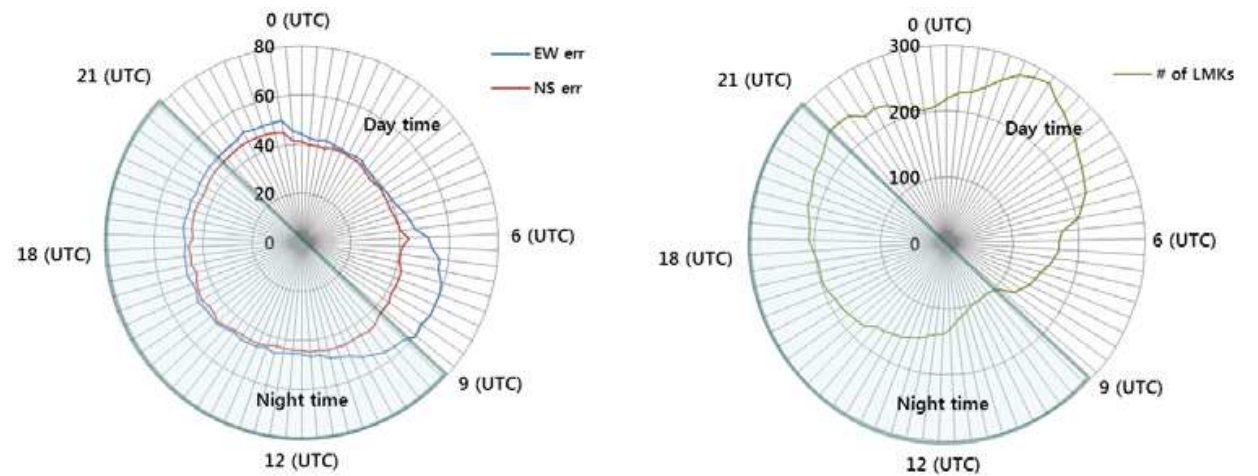 0 (UTC)
80
EW err
NS err
21 (UTC)
60
Day time
40
20
0
6 (UTC)
18 (UTC)
9 (UTC)
Night time
12 (UTC)
0 (UTC)
300
# of LMKs
21 (UTC)
200
Day time
100
0
6 (UTC)
18 (UTC)
9 (UTC)
Night time
12 (UTC)